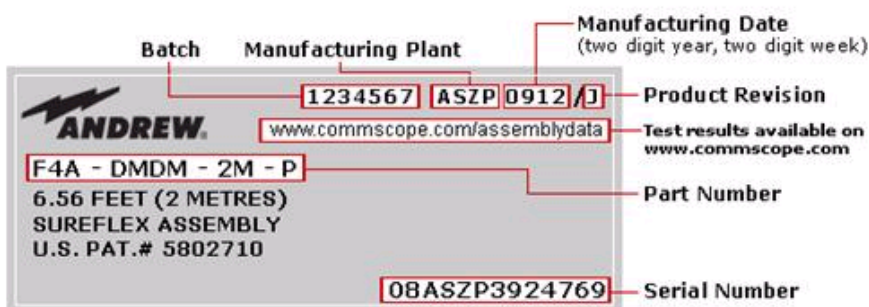 Manufacturing Date
(two digit year, two digit week)
Batch Manufacturing Plant
1234567 ASZP 0912/J Product Revision
ANDREW.
www.commscope.com/assemblydata Test results available on
www.commscope.com
F4A - DMDM - 2M - P
6.56 FEET (2 METRES) Part Number
SUREFLEX ASSEMBLY
U.S. PAT.# 5802710
08ASZP3924769 Serial Number